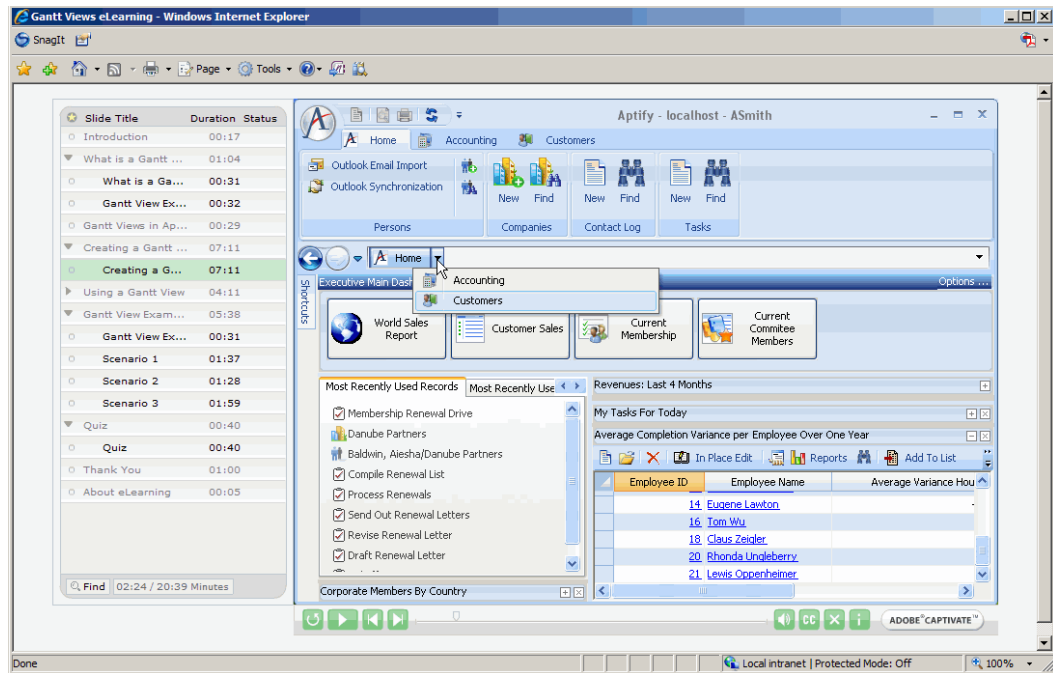 Gantt Views eLearning - Windows Internet Explorer
SnagIt
Page
Tools
Slide Title Duration Status
Introduction 00:17
What is a Gantt ... 01:04
What is a Ga... 00:31
Gantt View Ex... 00:32
Gantt Views in Ap... 00:29
Creating a Gantt ... 07:11
Creating a G... 07:11
Using a Gantt View 04:11
Gantt View Exam... 05:38
Gantt View Ex... 00:31
Scenario 1 01:37
Scenario 2 01:28
Scenario 3 01:59
Quiz 00:40
Quiz 00:40
Thank You 01:00
About eLearning 00:05
Find 02:24 / 20:39 Minutes
Aptify - localhost - ASmith
Home Accounting Customers
Outlook Email Import
Outlook Synchronization
New Find New Find New Find
Persons Companies Contact Log Tasks
Home
Accounting
Customers
Shortcuts
Executive Main Dash
Options ...
World Sales Report
Customer Sales
Current Membership
Current Commitee Members
Most Recently Used Records Most Recently Use
Membership Renewal Drive
Danube Partners
Baldwin, Aiesha/Danube Partners
Compile Renewal List
Process Renewals
Send Out Renewal Letters
Revise Renewal Letter
Draft Renewal Letter
Corporate Members By Country
Revenues: Last 4 Months
My Tasks For Today
Average Completion Variance per Employee Over One Year
In Place Edit Reports Add To List
Employee ID Employee Name Average Variance Hou
14 Eugene Lawton
16 Tom Wu
18 Claus Zeigler
20 Rhonda Ungleberry
21 Lewis Oppenheimer
CC
ADOBE® CAPTIVATE™
Done
Local intranet | Protected Mode: Off
100%